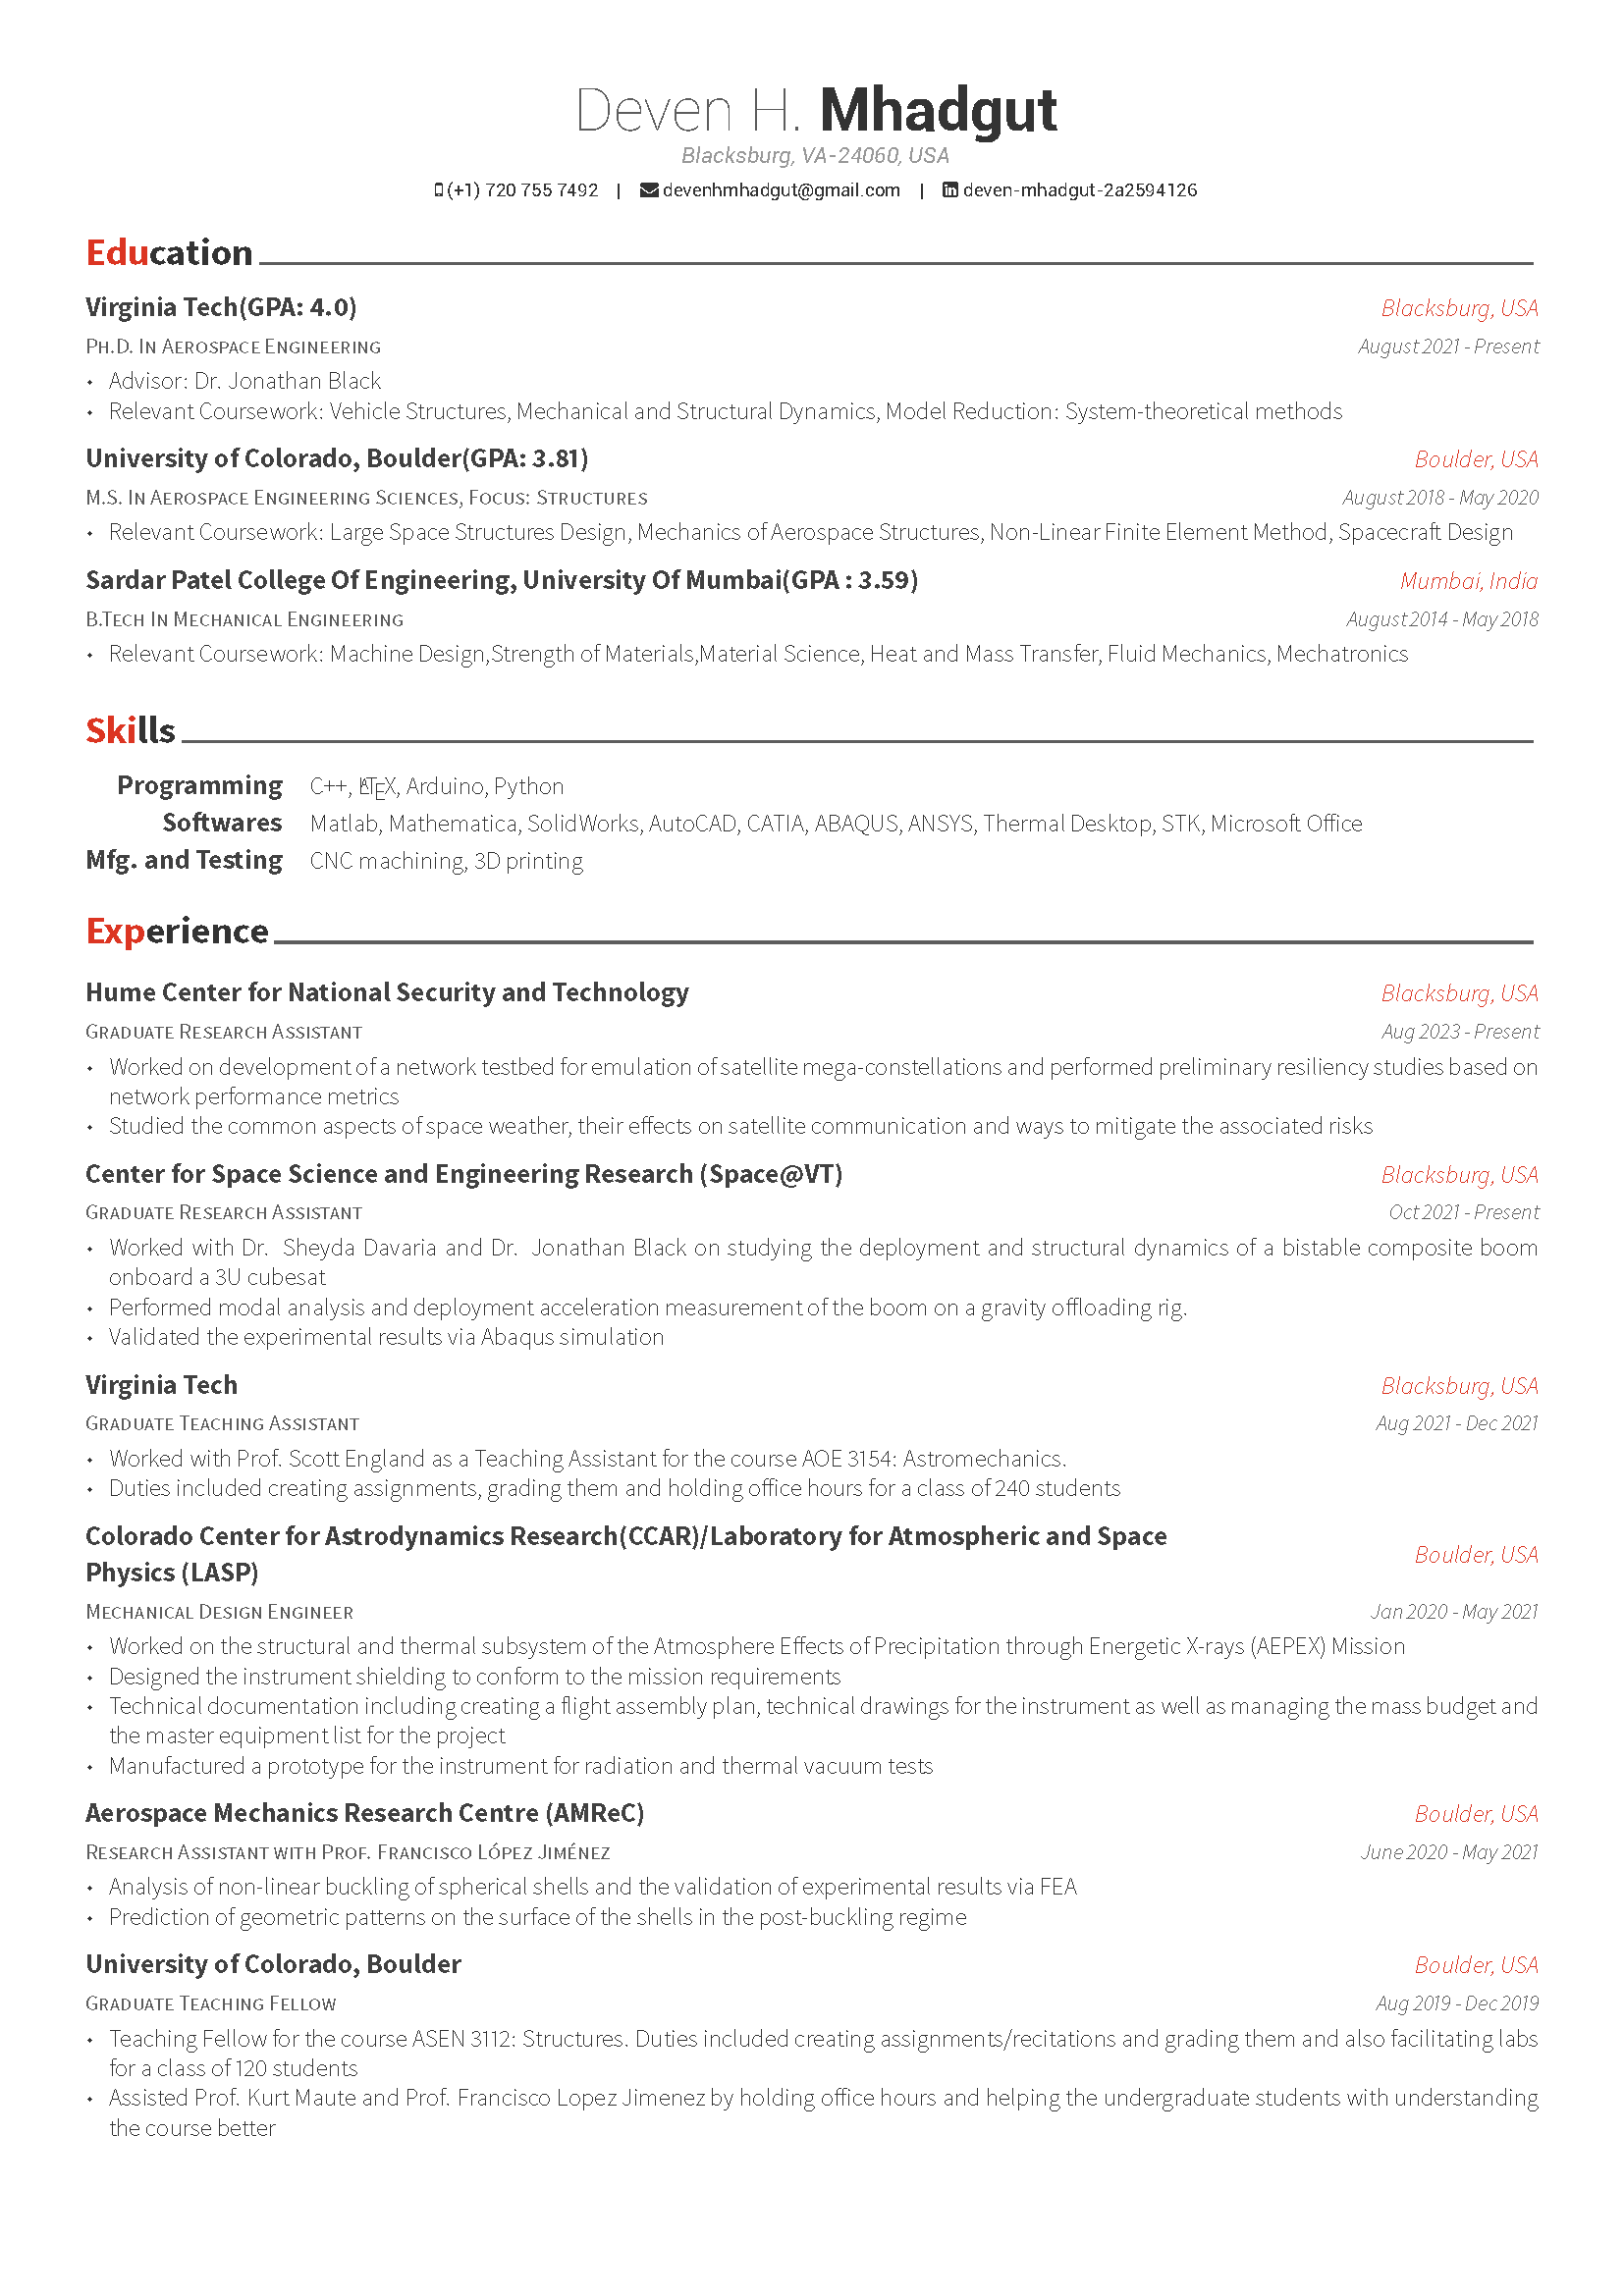 Deven H. Mhadgut
Blacksburg, VA-24060, USA
(+1) 720 755 7492 | devenhmhadgut@gmail.com | deven-mhadgut-2a2594126
Education
Virginia Tech(GPA: 4.0) Blacksburg, USA
Ph.D. In Aerospace Engineering August 2021 - Present
• Advisor: Dr. Jonathan Black
• Relevant Coursework: Vehicle Structures, Mechanical and Structural Dynamics, Model Reduction: System-theoretical methods
University of Colorado, Boulder(GPA: 3.81) Boulder, USA
M.S. In Aerospace Engineering Sciences, Focus: Structures August 2018 - May 2020
• Relevant Coursework: Large Space Structures Design, Mechanics of Aerospace Structures, Non-Linear Finite Element Method, Spacecraft Design
Sardar Patel College Of Engineering, University Of Mumbai(GPA : 3.59) Mumbai, India
B.Tech In Mechanical Engineering August 2014 - May 2018
• Relevant Coursework: Machine Design,Strength of Materials,Material Science, Heat and Mass Transfer, Fluid Mechanics, Mechatronics
Skills
Programming C++, LATEX, Arduino, Python
Softwares Matlab, Mathematica, SolidWorks, AutoCAD, CATIA, ABAQUS, ANSYS, Thermal Desktop, STK, Microsoft Office
Mfg. and Testing CNC machining, 3D printing
Experience
Hume Center for National Security and Technology Blacksburg, USA
Graduate Research Assistant Aug 2023 - Present
• Worked on development of a network testbed for emulation of satellite mega-constellations and performed preliminary resiliency studies based on
network performance metrics
• Studied the common aspects of space weather, their effects on satellite communication and ways to mitigate the associated risks
Center for Space Science and Engineering Research (Space@VT) Blacksburg, USA
Graduate Research Assistant Oct 2021 - Present
• Worked with Dr. Sheyda Davaria and Dr. Jonathan Black on studying the deployment and structural dynamics of a bistable composite boom
onboard a 3U cubesat
• Performed modal analysis and deployment acceleration measurement of the boom on a gravity offloading rig.
• Validated the experimental results via Abaqus simulation
Virginia Tech Blacksburg, USA
Graduate Teaching Assistant Aug 2021 - Dec 2021
• Worked with Prof. Scott England as a Teaching Assistant for the course AOE 3154: Astromechanics.
• Duties included creating assignments, grading them and holding office hours for a class of 240 students
Colorado Center for Astrodynamics Research(CCAR)/Laboratory for Atmospheric and Space
Physics (LASP) Boulder, USA
Mechanical Design Engineer Jan 2020 - May 2021
• Worked on the structural and thermal subsystem of the Atmosphere Effects of Precipitation through Energetic X-rays (AEPEX) Mission
• Designed the instrument shielding to conform to the mission requirements
• Technical documentation including creating a flight assembly plan, technical drawings for the instrument as well as managing the mass budget and
the master equipment list for the project
• Manufactured a prototype for the instrument for radiation and thermal vacuum tests
Aerospace Mechanics Research Centre (AMReC) Boulder, USA
Research Assistant with Prof. Francisco López Jiménez June 2020 - May 2021
• Analysis of non-linear buckling of spherical shells and the validation of experimental results via FEA
• Prediction of geometric patterns on the surface of the shells in the post-buckling regime
University of Colorado, Boulder Boulder, USA
Graduate Teaching Fellow Aug 2019 - Dec 2019
• Teaching Fellow for the course ASEN 3112: Structures. Duties included creating assignments/recitations and grading them and also facilitating labs
for a class of 120 students
• Assisted Prof. Kurt Maute and Prof. Francisco Lopez Jimenez by holding office hours and helping the undergraduate students with understanding
the course better